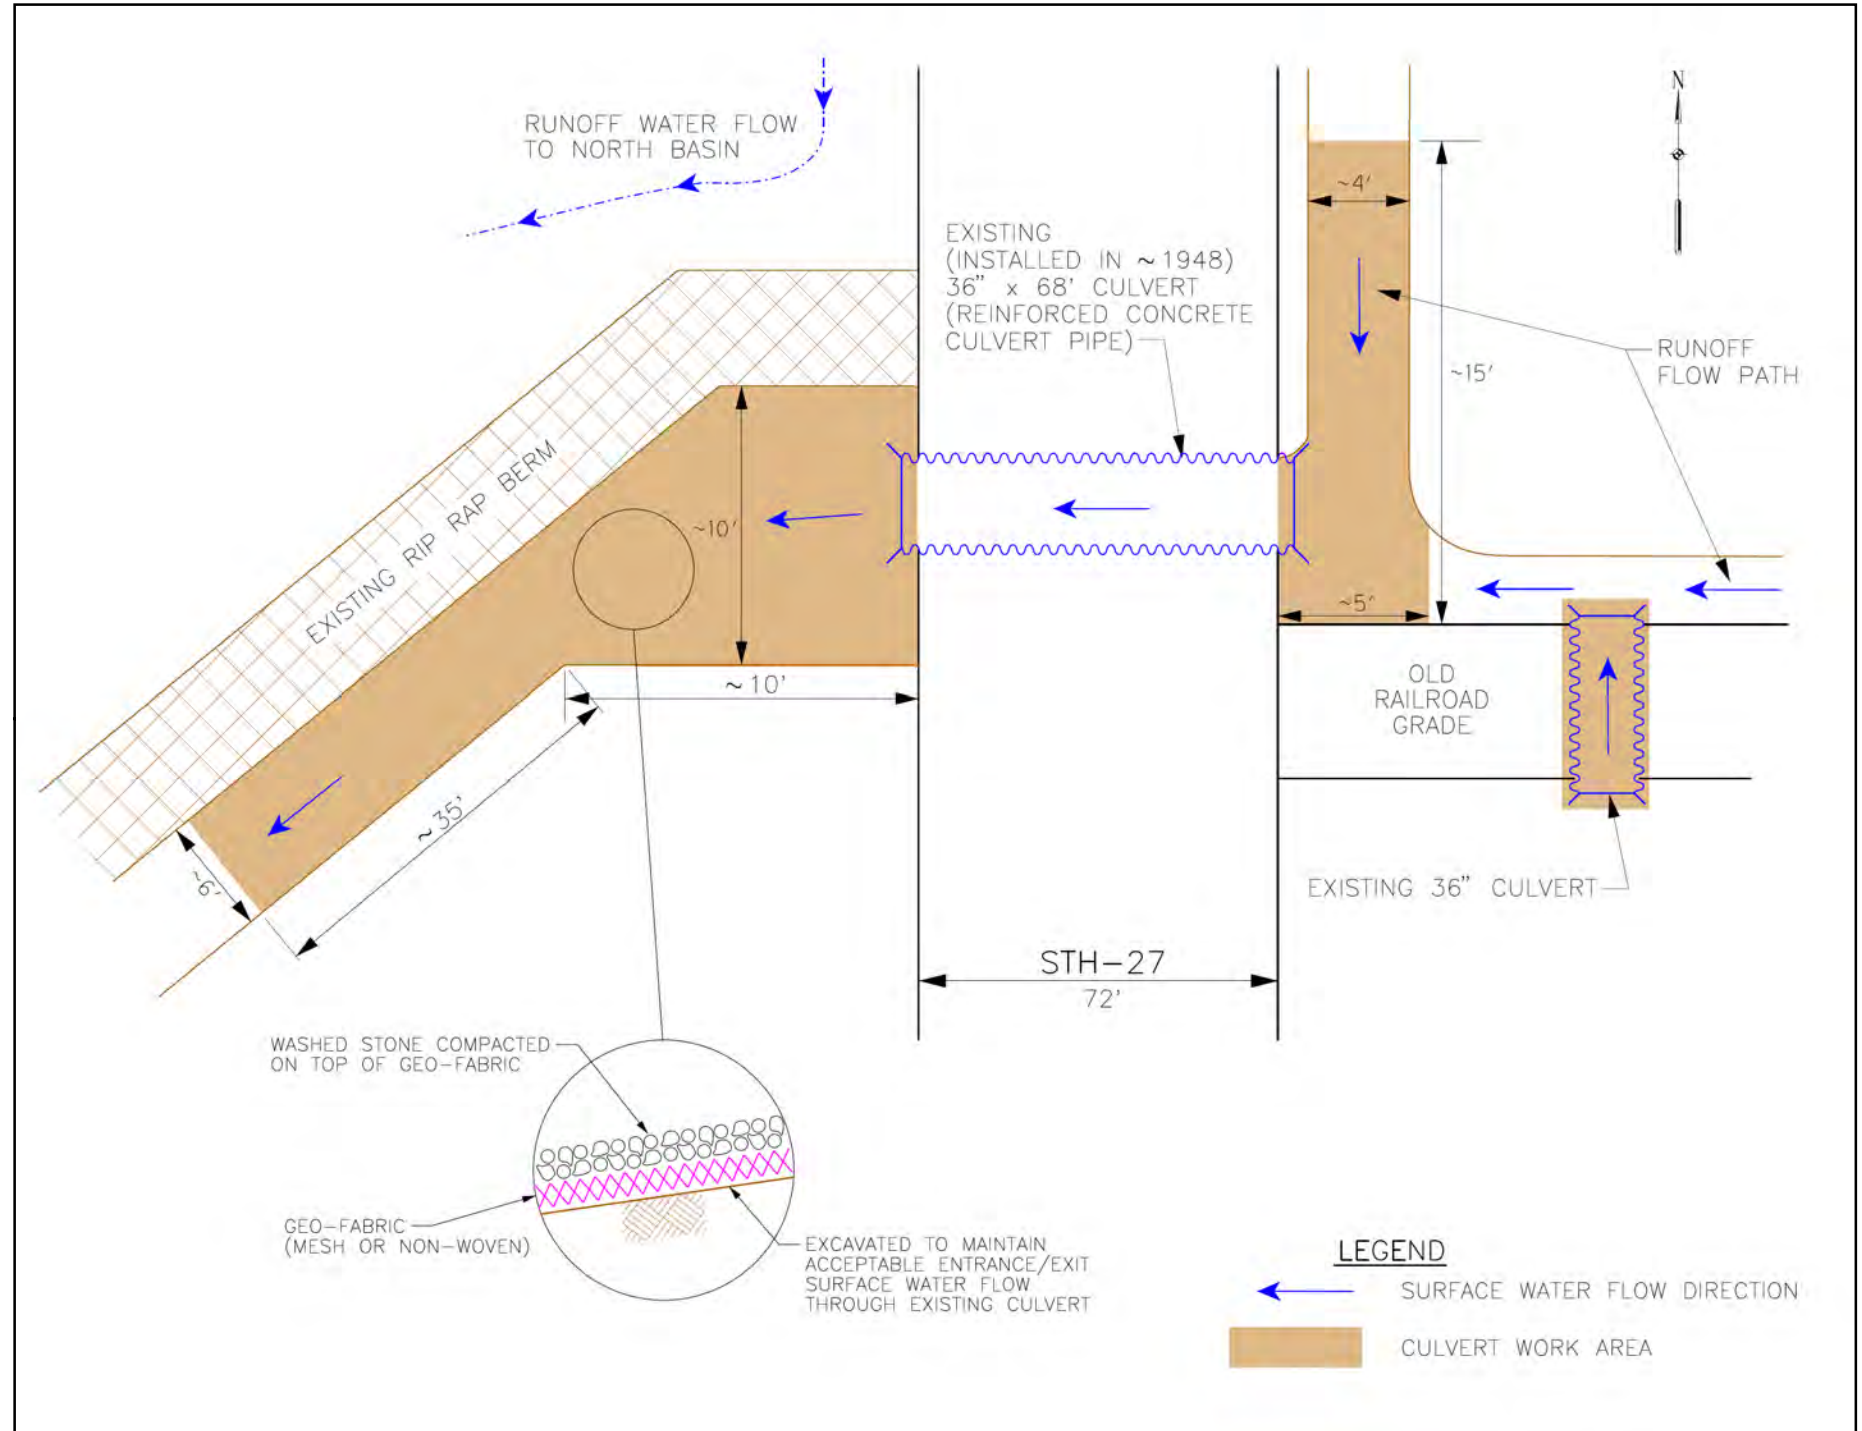 RUNOFF WATER FLOW
TO NORTH BASIN
N
~4'
EXISTING
(INSTALLED IN ~1948)
36" x 68' CULVERT
(REINFORCED CONCRETE
CULVERT PIPE)
RUNOFF
FLOW PATH
~15'
EXISTING RIP RAP BERM
~10'
~5'
~10'
OLD
RAILROAD
GRADE
~35'
~6'
EXISTING 36" CULVERT
STH-27
72'
WASHED STONE COMPACTED
ON TOP OF GEO-FABRIC
GEO-FABRIC
(MESH OR NON-WOVEN)
EXCAVATED TO MAINTAIN
ACCEPTABLE ENTRANCE/EXIT
SURFACE WATER FLOW
THROUGH EXISTING CULVERT
LEGEND
SURFACE WATER FLOW DIRECTION
CULVERT WORK AREA